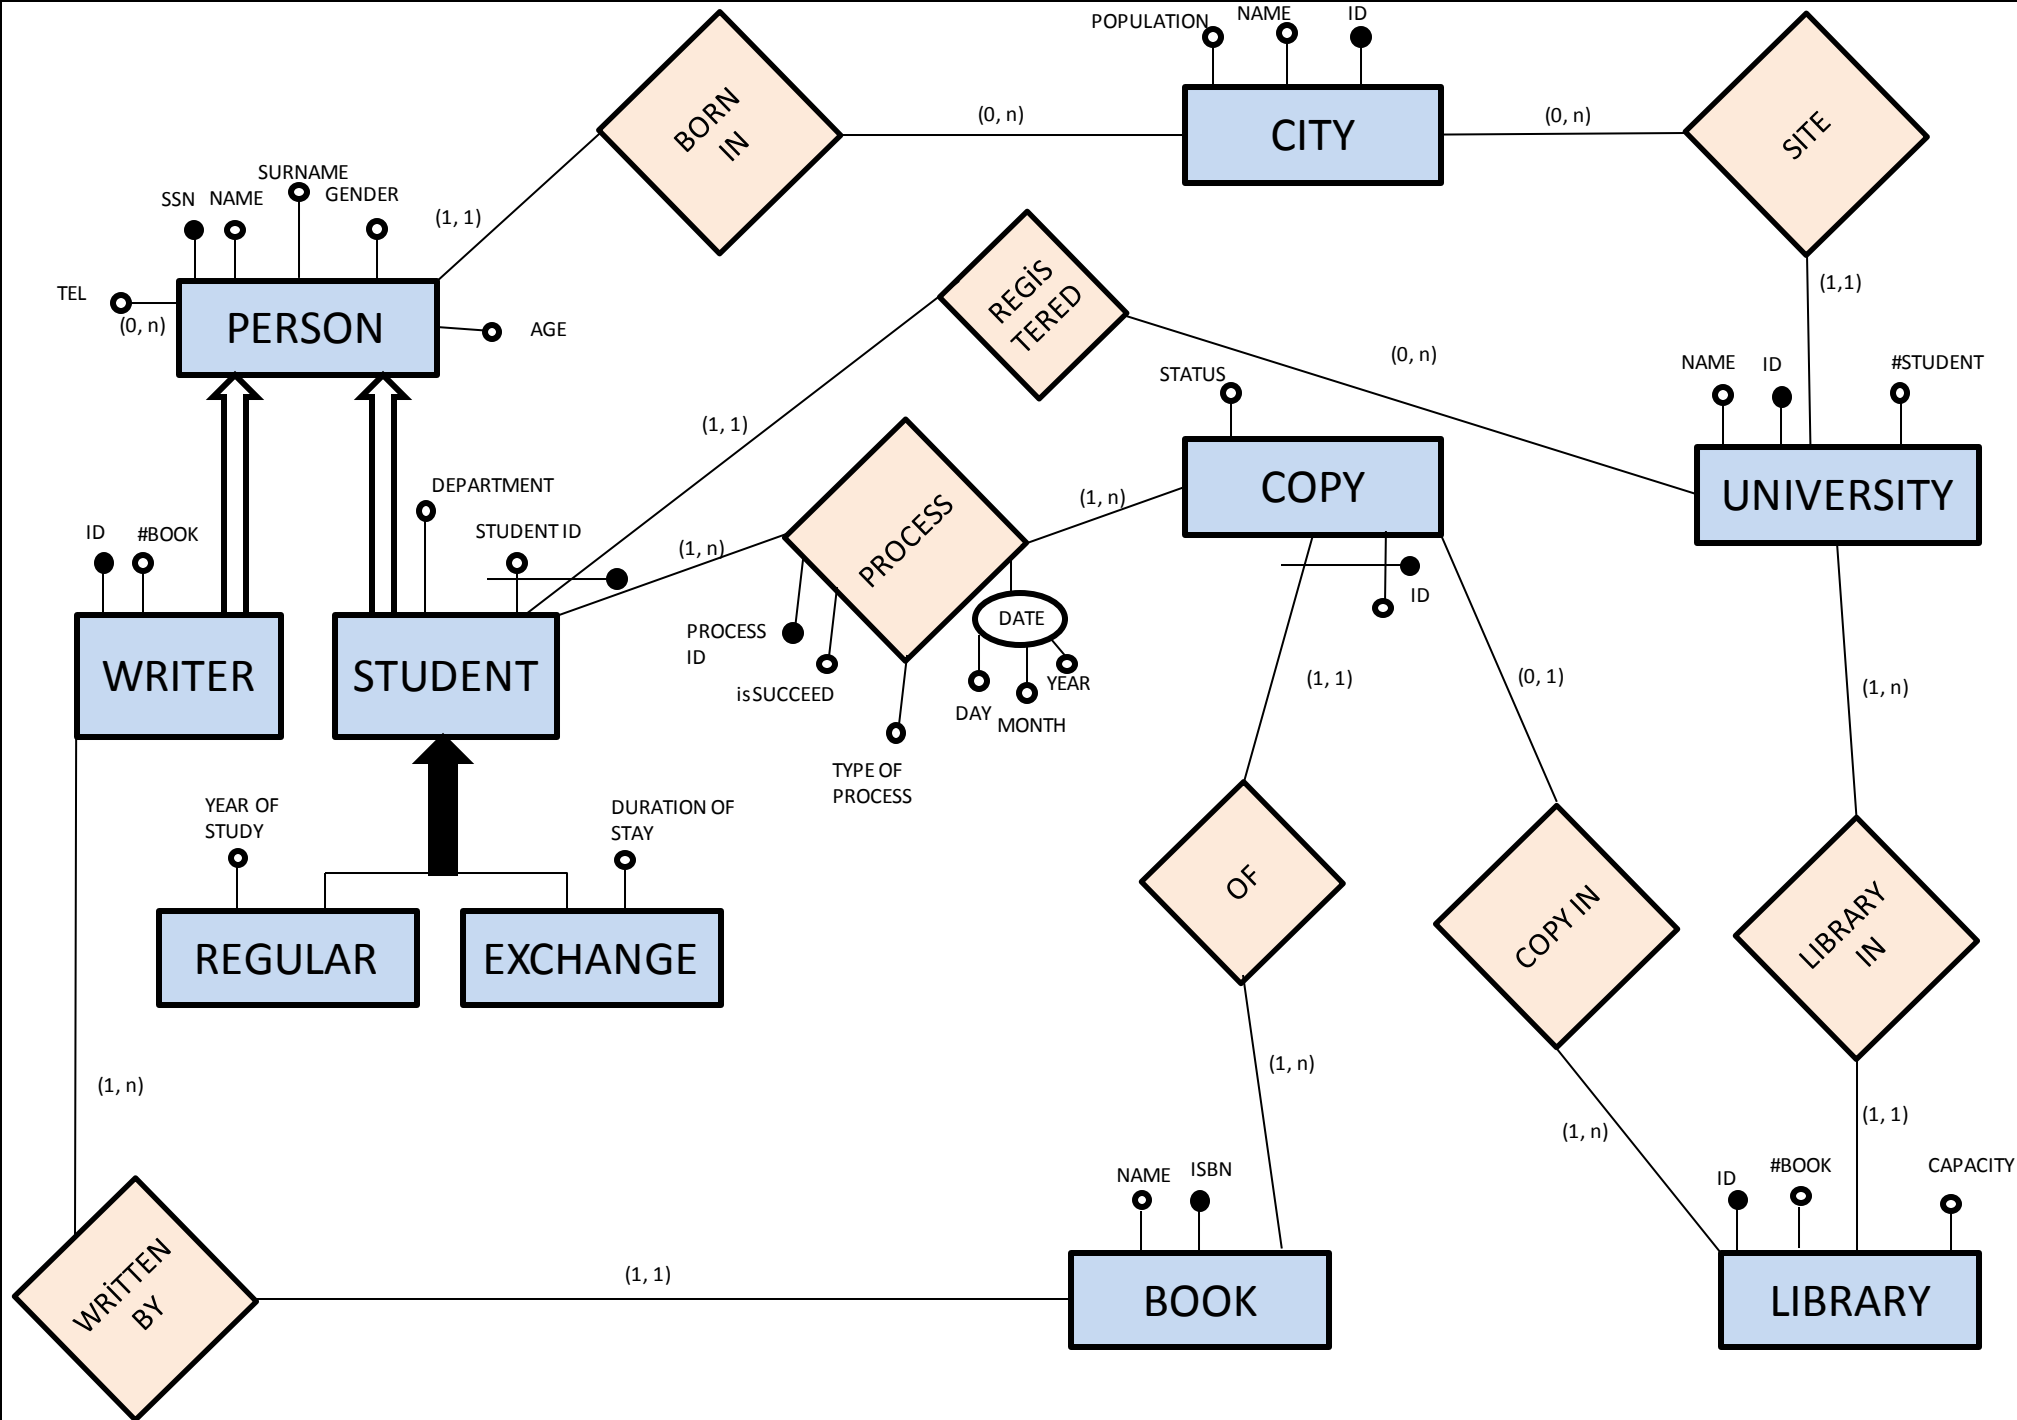 POPULATION
NAME
ID
BORN
IN
(0, n)
CITY
(0, n)
SITE
SURNAME
SSN
NAME
GENDER
(1, 1)
TEL
(0, n)
PERSON
AGE
REGİS
TERED
(1,1)
(0, n)
STATUS
NAME
ID
#STUDENT
(1, 1)
DEPARTMENT
COPY
UNIVERSITY
(1, n)
ID
#BOOK
STUDENT ID
(1, n)
PROCESS
ID
PROCESS
ID
DATE
isSUCCEED
DAY
MONTH
YEAR
TYPE OF
PROCESS
WRITER
STUDENT
(1, 1)
(0, 1)
(1, n)
YEAR OF
STUDY
DURATION OF
STAY
OF
COPY IN
LIBRARY
IN
REGULAR
EXCHANGE
(1, n)
(1, n)
(1, n)
(1, 1)
NAME
ISBN
ID
#BOOK
CAPACITY
WRİTTEN
BY
(1, 1)
BOOK
LIBRARY